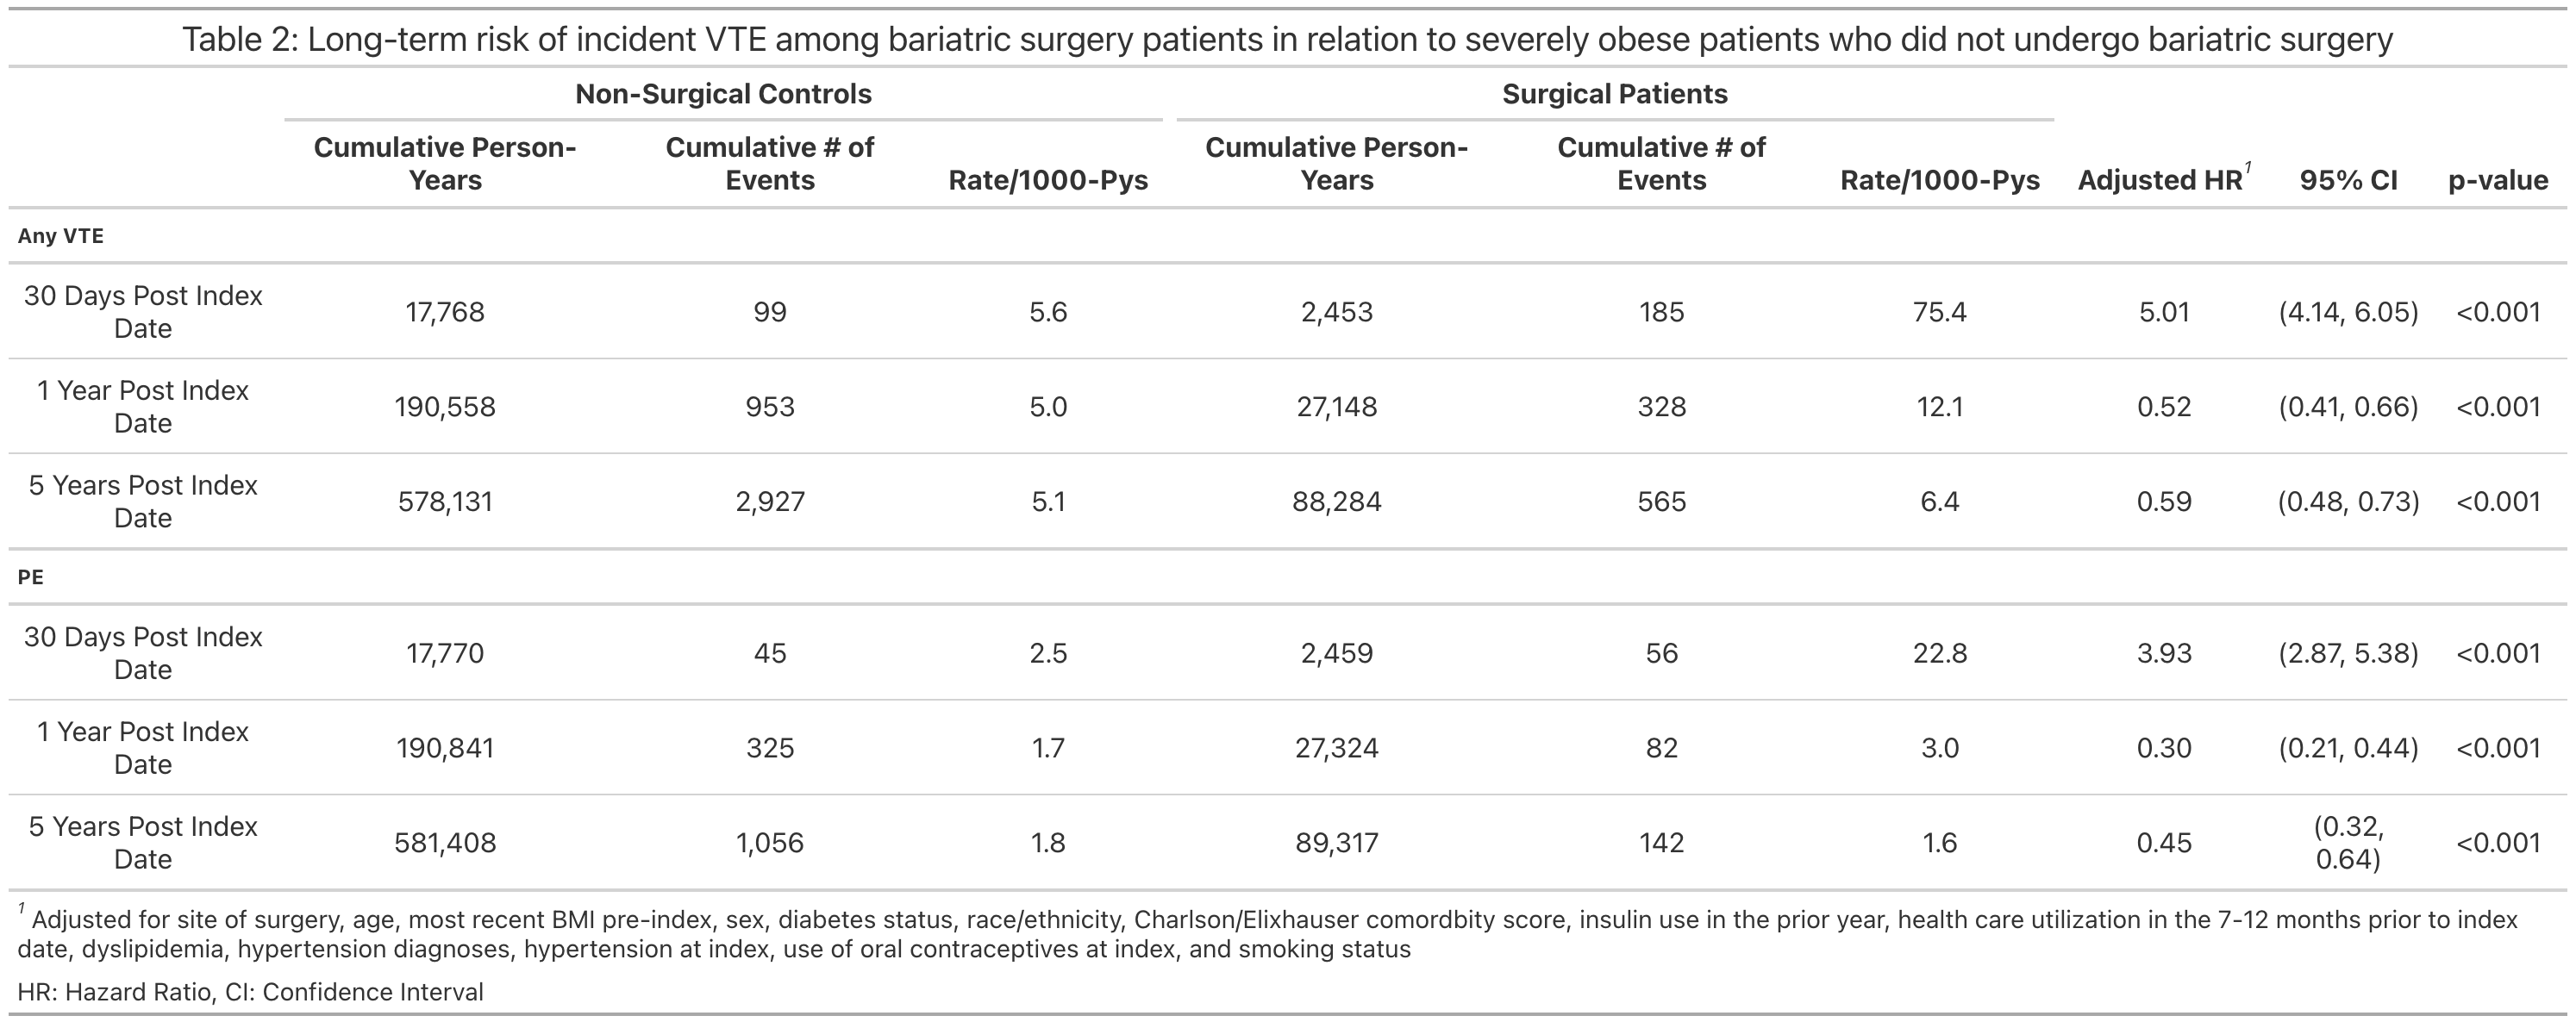 Table 2: Long-term risk of incident VTE among bariatric surgery patients in relation to severely obese patients who did not undergo bariatric surgery
Non-Surgical Controls Surgical Patients
Cumulative Person- Cumulative # of Cumulative Person- Cumulative # of
Years Events Rate/1000-Pys Years Events Rate/1000-Pys Adjusted HR1 95% CI p-value
Any VTE
30 Days Post Index
Date 17,768 99 5.6 2,453 185 75.4 5.01 (4.14, 6.05) <0.001
1 Year Post Index
Date 190,558 953 5.0 27,148 328 12.1 0.52 (0.41, 0.66) <0.001
5 Years Post Index
Date 578,131 2,927 5.1 88,284 565 6.4 0.59 (0.48, 0.73) <0.001
PE
30 Days Post Index
Date 17,770 45 2.5 2,459 56 22.8 3.93 (2.87, 5.38) <0.001
1 Year Post Index
Date 190,841 325 1.7 27,324 82 3.0 0.30 (0.21, 0.44) <0.001
5 Years Post Index (0.32,
Date 581,408 1,056 1.8 89,317 142 1.6 0.45 0.64) <0.001
1 Adjusted for site of surgery, age, most recent BMI pre-index, sex, diabetes status, race/ethnicity, Charlson/Elixhauser comordbity score, insulin use in the prior year, health care utilization in the 7-12 months prior to index
date, dyslipidemia, hypertension diagnoses, hypertension at index, use of oral contraceptives at index, and smoking status
HR: Hazard Ratio, CI: Confidence Interval